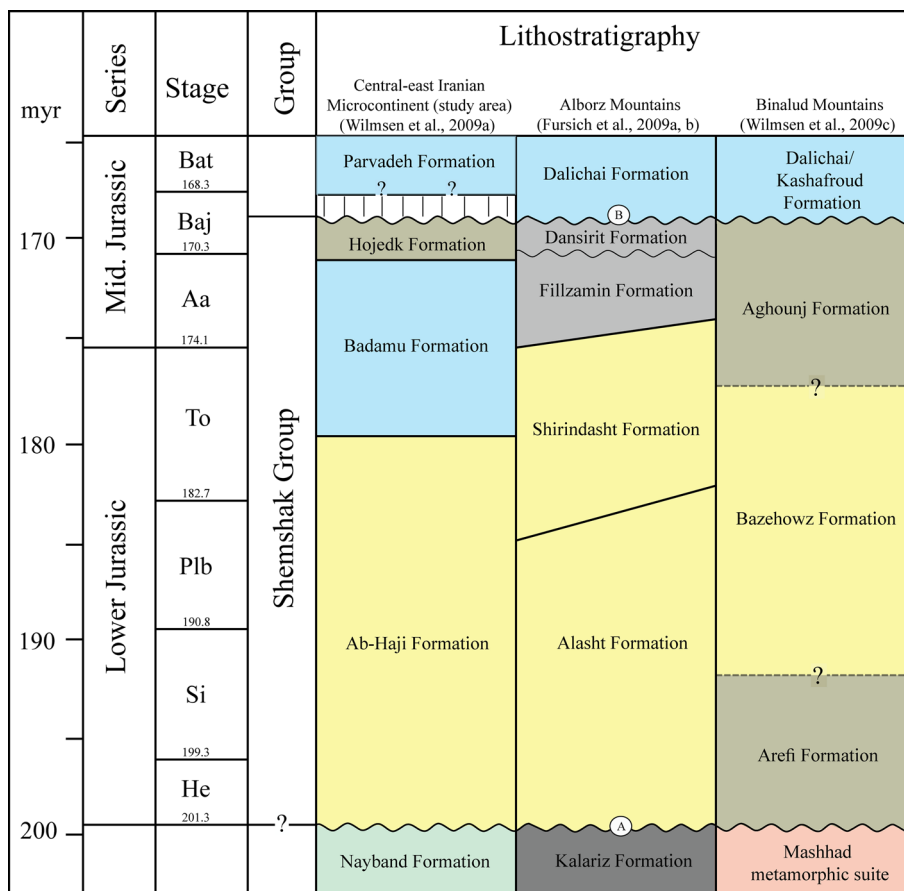 Lithostratigraphy
myr
Series
Stage
Group
Central-east Iranian
Microcontinent (study area)
(Wilmsen et al., 2009a)
Alborz Mountains
(Fursich et al., 2009a, b)
Binalud Mountains
(Wilmsen et al., 2009c)
170
180
190
200
Mid. Jurassic
Lower Jurassic
Bat
168.3
Baj
170.3
Aa
174.1
To
182.7
Plb
190.8
Si
199.3
He
201.3
Shemshak Group
?
Parvadeh Formation
? ?
Hojedk Formation
Badamu Formation
Ab-Haji Formation
Nayband Formation
Dalichai Formation
B
Dansirit Formation
Fillzamin Formation
Shirindasht Formation
Alasht Formation
A
Kalariz Formation
Dalichai/
Kashafroud
Formation
Aghounj Formation
?
Bazehowz Formation
?
Arefi Formation
Mashhad
metamorphic suite